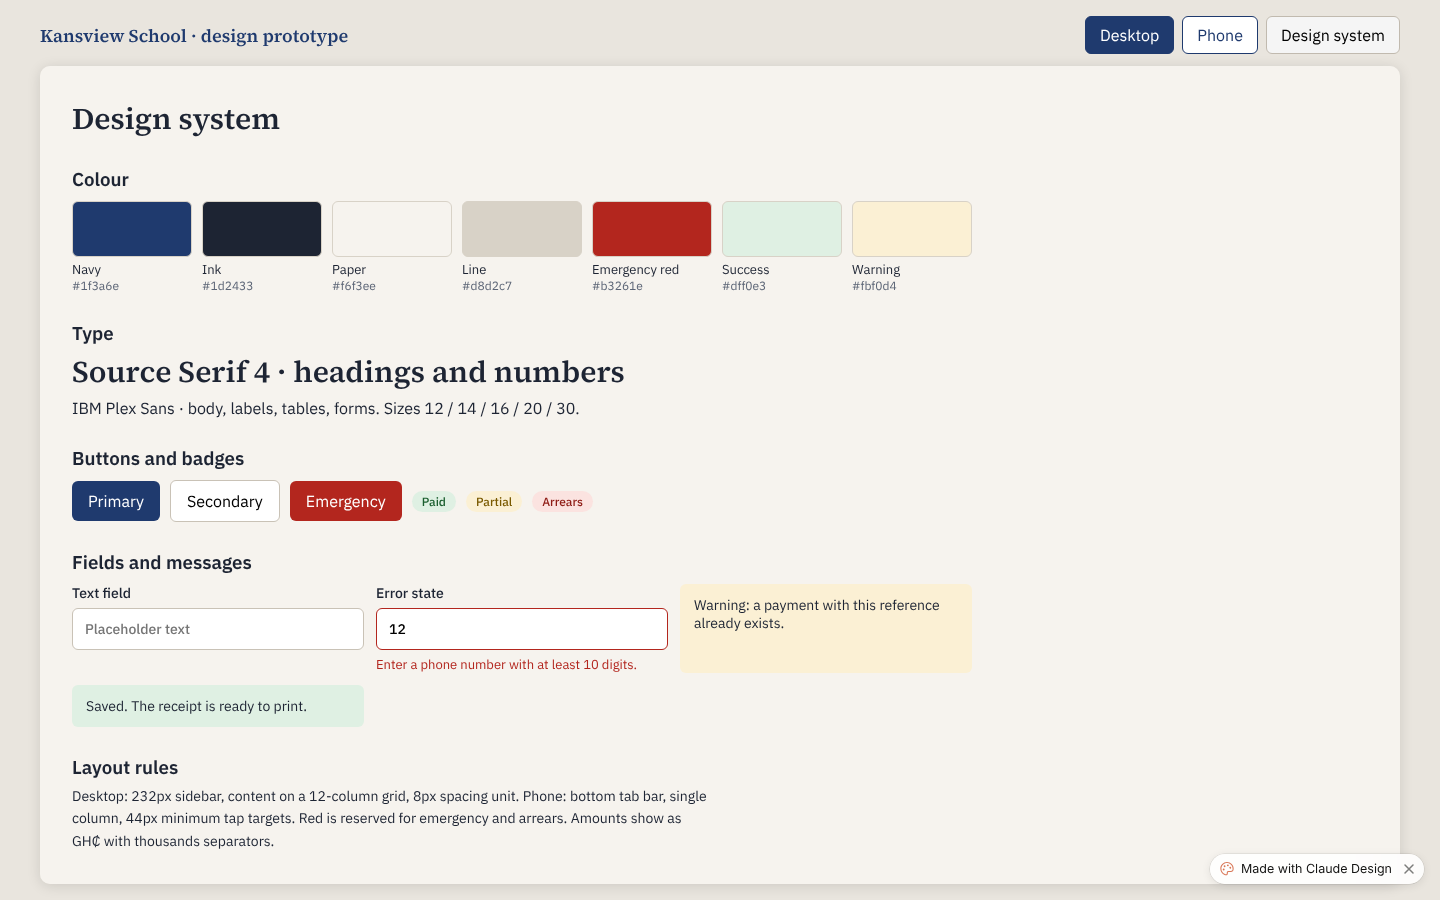 Kansview School · design prototype
Desktop
Phone
Design system
Design system
Colour
Navy
#1f3a6e
Ink
#1d2433
Paper
#f6f3ee
Line
#d8d2c7
Emergency red
#b3261e
Success
#dff0e3
Warning
#fbf0d4
Type
Source Serif 4 · headings and numbers
IBM Plex Sans · body, labels, tables, forms. Sizes 12 / 14 / 16 / 20 / 30.
Buttons and badges
Primary
Secondary
Emergency
Paid
Partial
Arrears
Fields and messages
Text field
Placeholder text
Error state
12
Enter a phone number with at least 10 digits.
Warning: a payment with this reference
already exists.
Saved. The receipt is ready to print.
Layout rules
Desktop: 232px sidebar, content on a 12-column grid, 8px spacing unit. Phone: bottom tab bar, single
column, 44px minimum tap targets. Red is reserved for emergency and arrears. Amounts show as
GH₵ with thousands separators.
Made with Claude Design